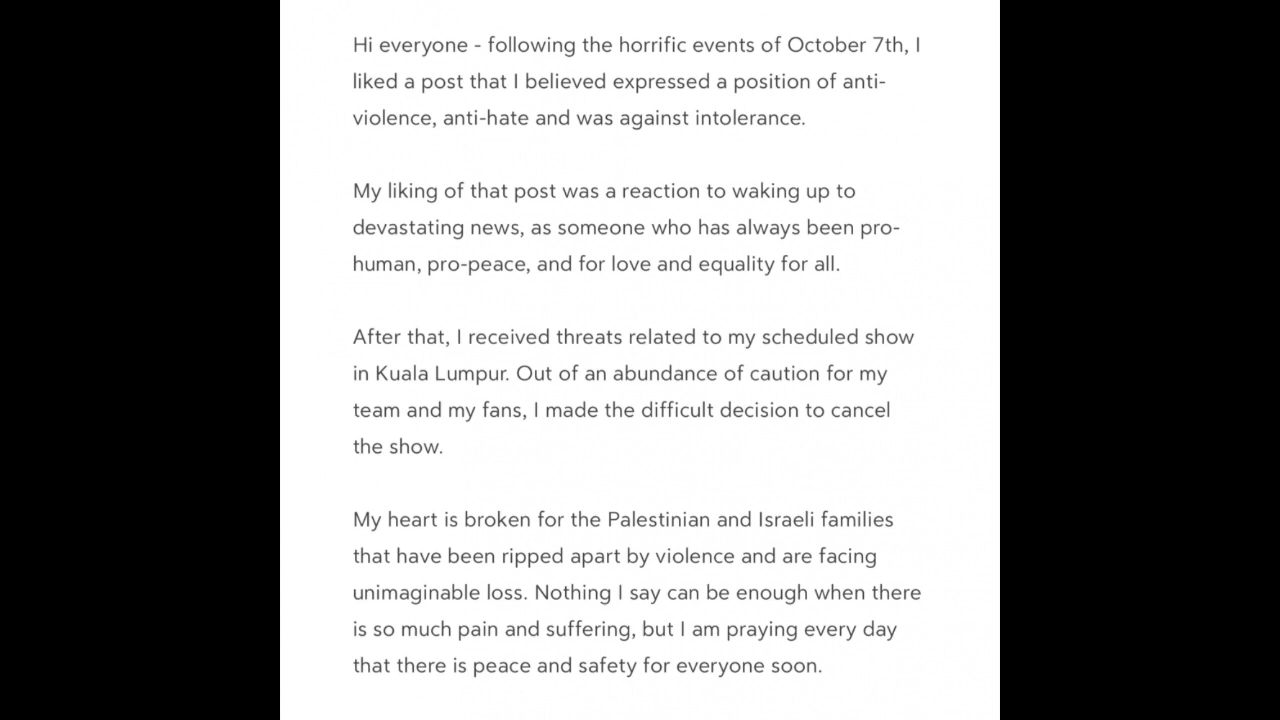 Hi everyone - following the horrific events of October 7th, I
liked a post that I believed expressed a position of anti-
violence, anti-hate and was against intolerance.
My liking of that post was a reaction to waking up to
devastating news, as someone who has always been pro-
human, pro-peace, and for love and equality for all.
After that, I received threats related to my scheduled show
in Kuala Lumpur. Out of an abundance of caution for my
team and my fans, I made the difficult decision to cancel
the show.
My heart is broken for the Palestinian and Israeli families
that have been ripped apart by violence and are facing
unimaginable loss. Nothing I say can be enough when there
is so much pain and suffering, but I am praying every day
that there is peace and safety for everyone soon.